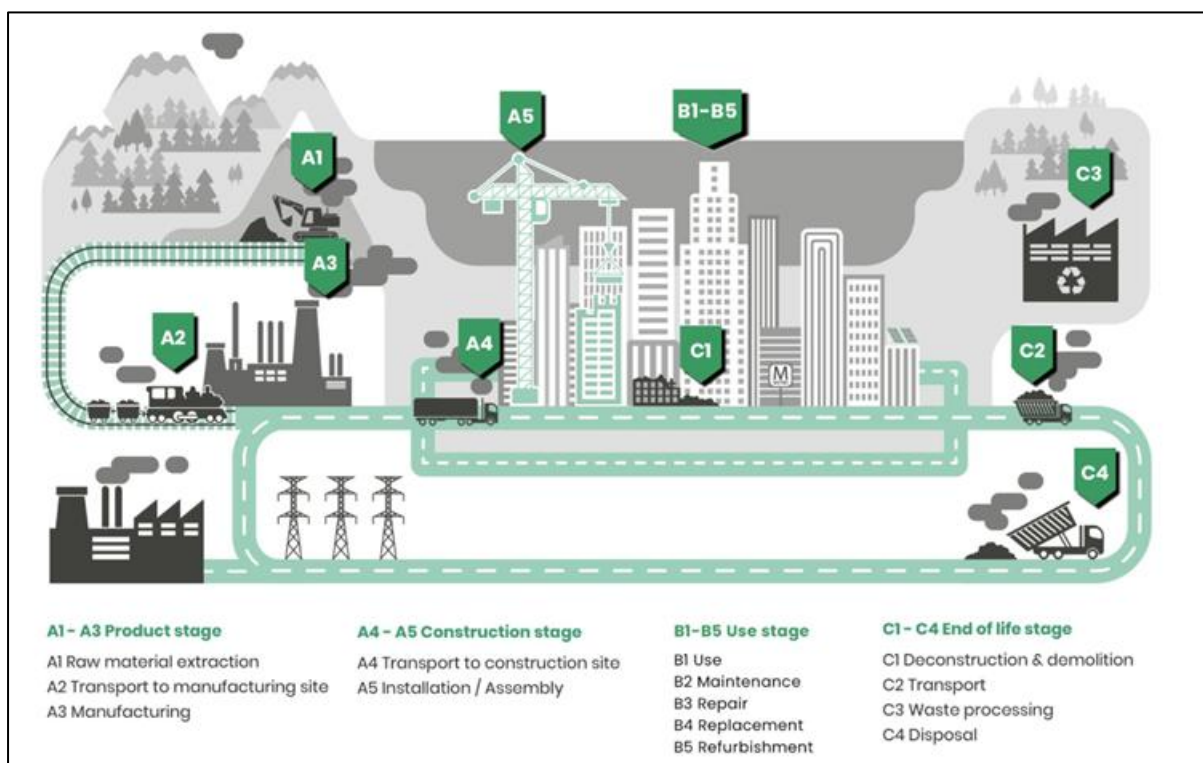 A5
B1-B5
A1
C3
A3
A2
A4
C1
C2
M
C4
A1 - A3 Product stage
A1 Raw material extraction
A2 Transport to manufacturing site
A3 Manufacturing
A4 - A5 Construction stage
A4 Transport to construction site
A5 Installation / Assembly
B1-B5 Use stage
B1 Use
B2 Maintenance
B3 Repair
B4 Replacement
B5 Refurbishment
C1 - C4 End of life stage
C1 Deconstruction & demolition
C2 Transport
C3 Waste processing
C4 Disposal